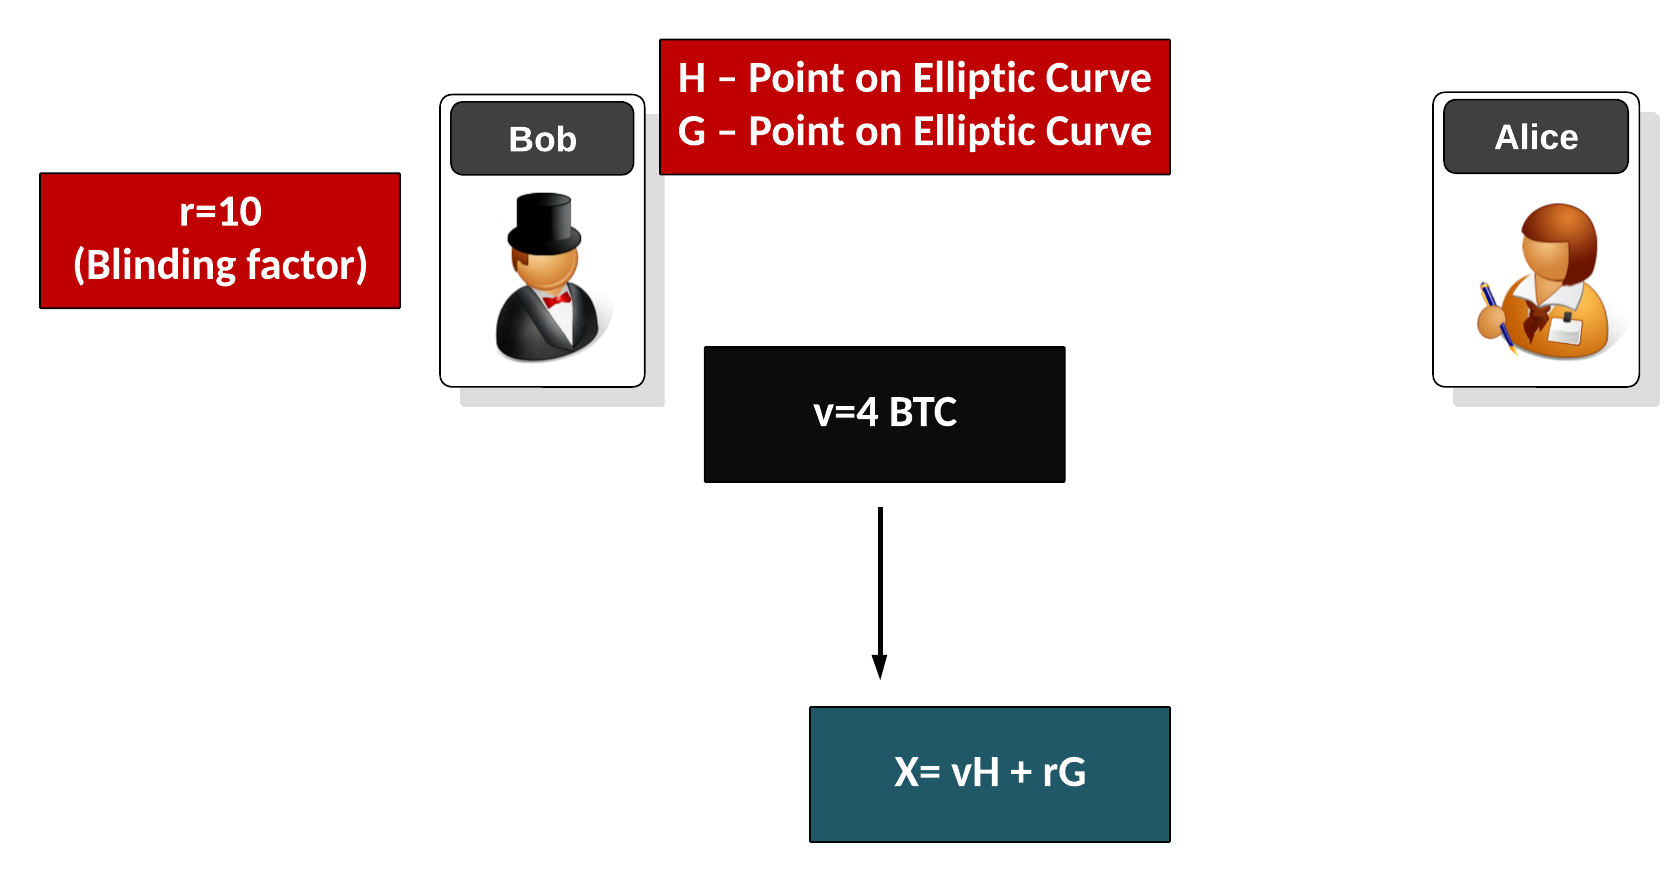 H – Point on Elliptic Curve
G – Point on Elliptic Curve
Bob
Alice
r=10
(Blinding factor)
v=4 BTC
X= vH + rG